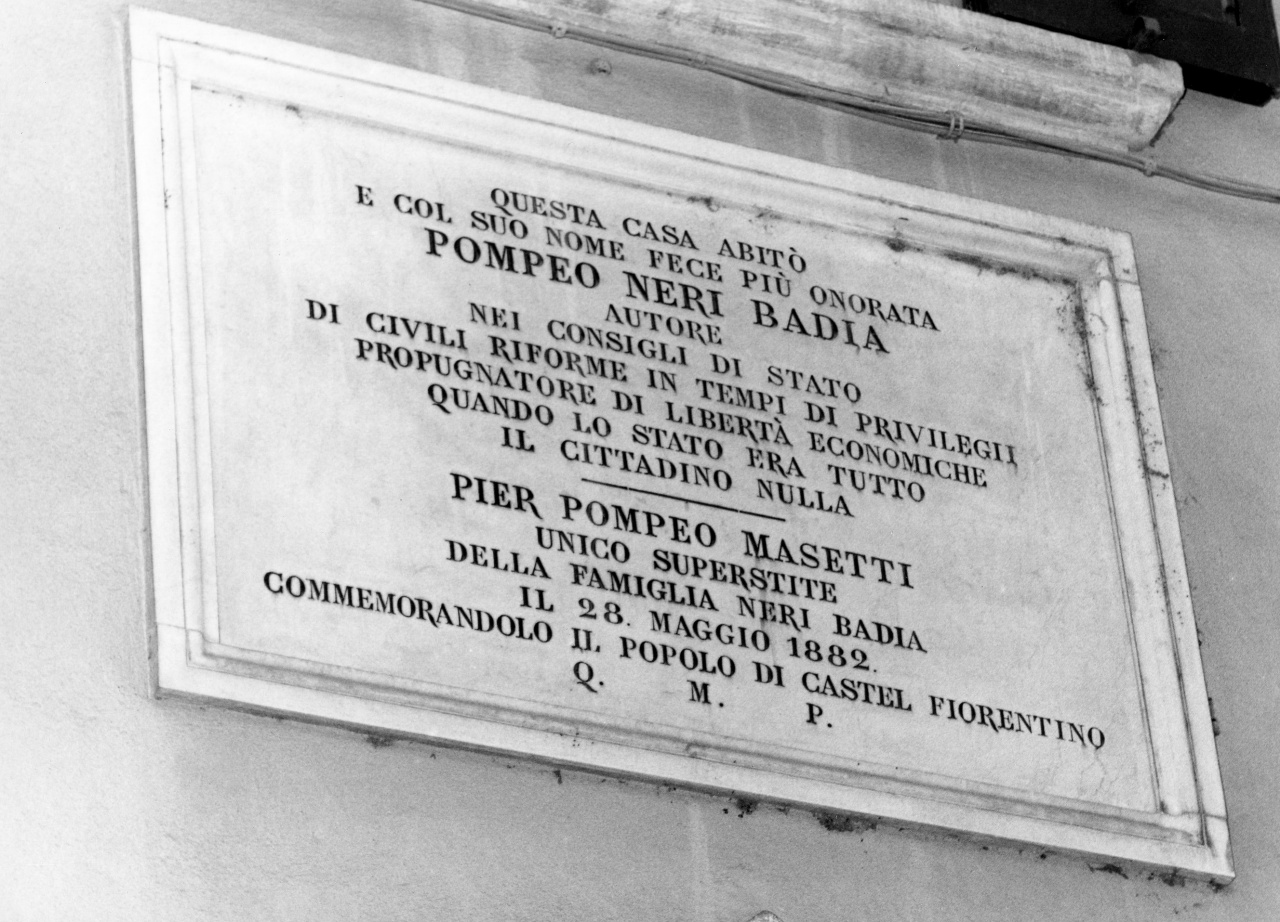 QUESTA CASA ABITÒ
E COL SUO NOME FECE PIÙ ONORATA
POMPEO NERI BADIA
AUTORE
NEI CONSIGLI DI STATO
DI CIVILI RIFORME IN TEMPI DI PRIVILEGII
PROPUGNATORE DI LIBERTÀ ECONOMICHE
QUANDO LO STATO ERA TUTTO
IL CITTADINO NULLA
PIER POMPEO MASETTI
UNICO SUPERSTITE
DELLA FAMIGLIA NERI BADIA
IL 28. MAGGIO 1882.
COMMEMORANDOLO IL POPOLO DI CASTEL FIORENTINO
Q. M. P.